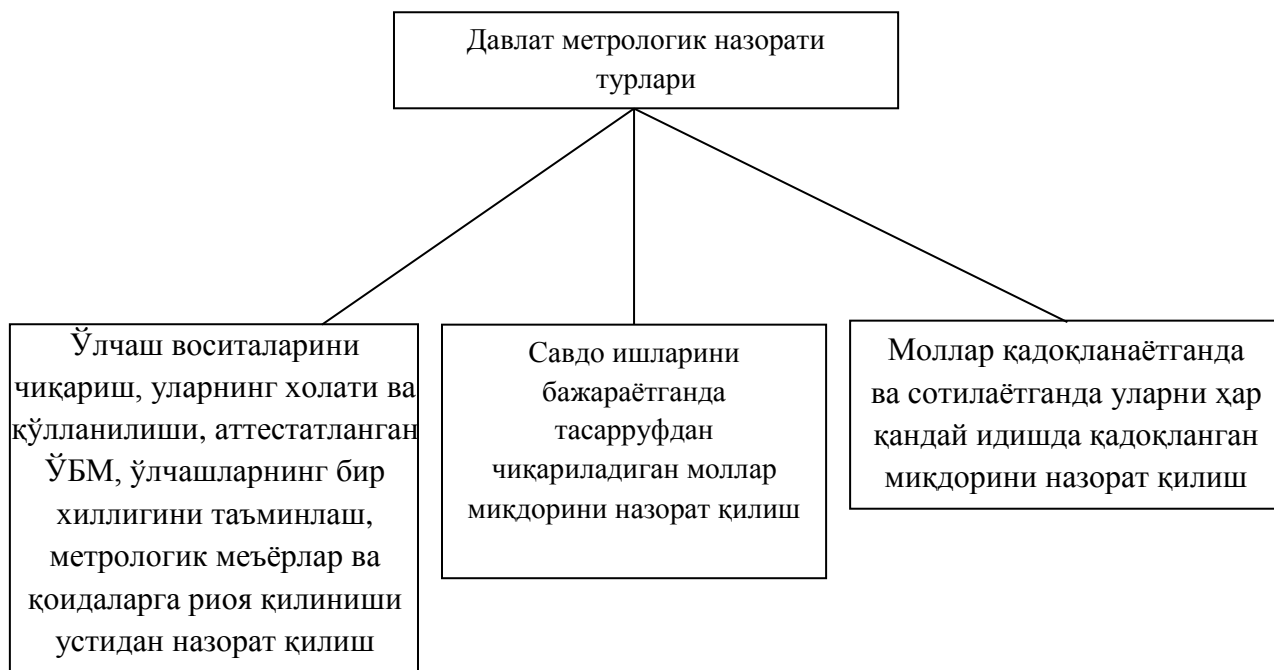 Давлат метрологик назорати
турлари
Ўлчаш воситаларини
чиқариш, уларнинг холати ва
қўлланилиши, аттестатланган
ЎБМ, ўлчашларнинг бир
хиллигини таъминлаш,
метрологик меъёрлар ва
қоидаларга риоя қилиниши
устидан назорат қилиш
Савдо ишларини
бажараётганда
тасарруфдан
чиқариладиган моллар
миқдорини назорат қилиш
Моллар қадоқланаётганда
ва сотилаётганда уларни ҳар
қандай идишда қадоқланган
миқдорини назорат қилиш